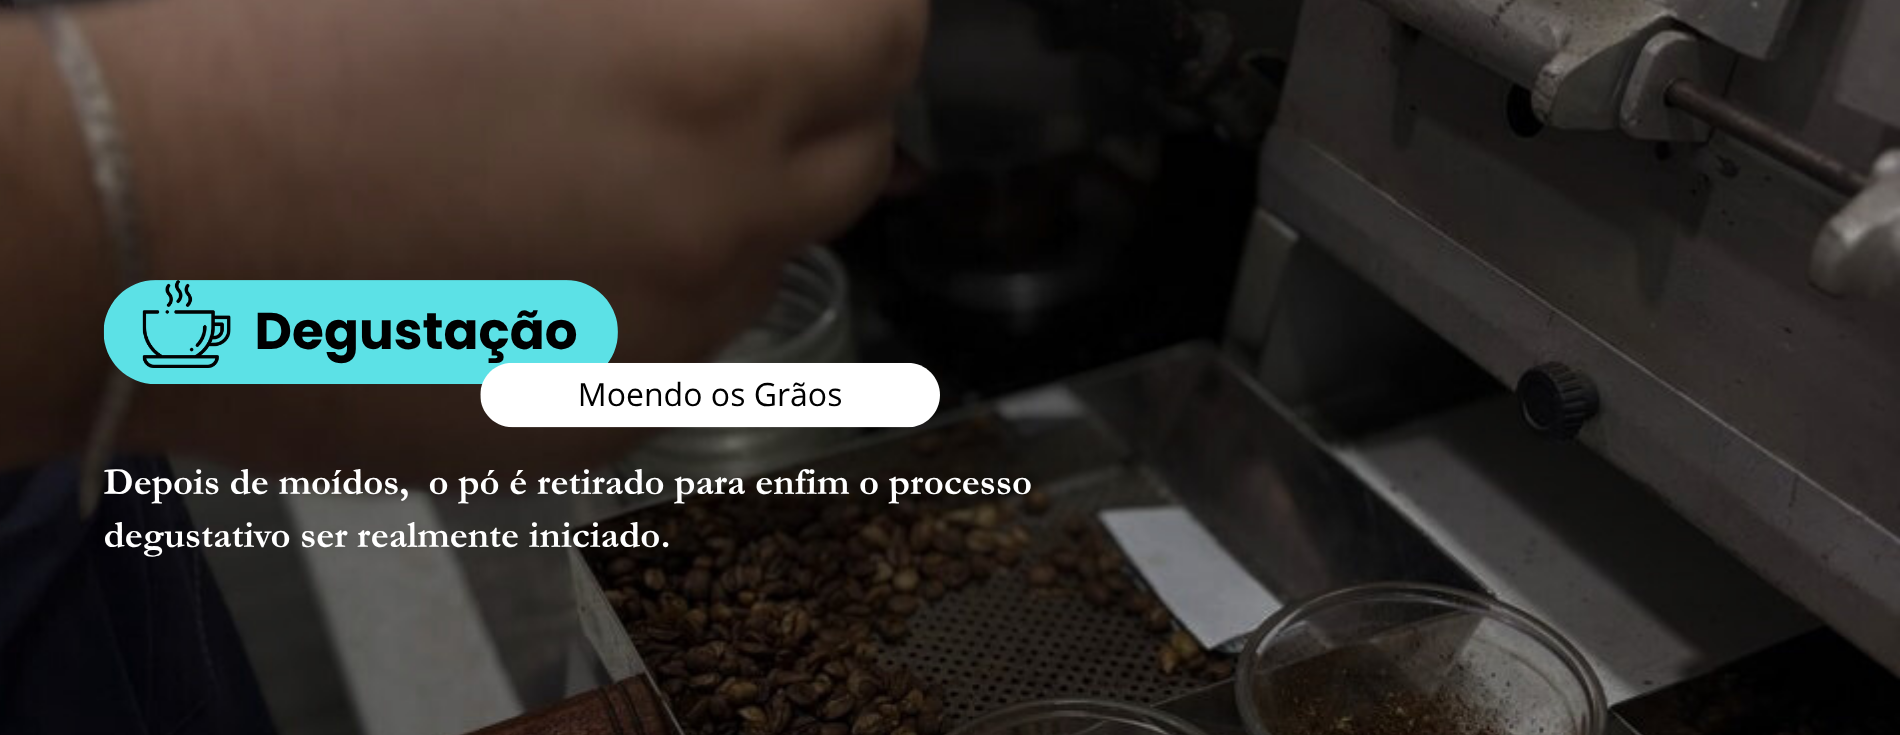 Degustação
Moendo os Grãos
Depois de moídos,  o pó é retirado para enfim o processo
degustativo ser realmente iniciado.